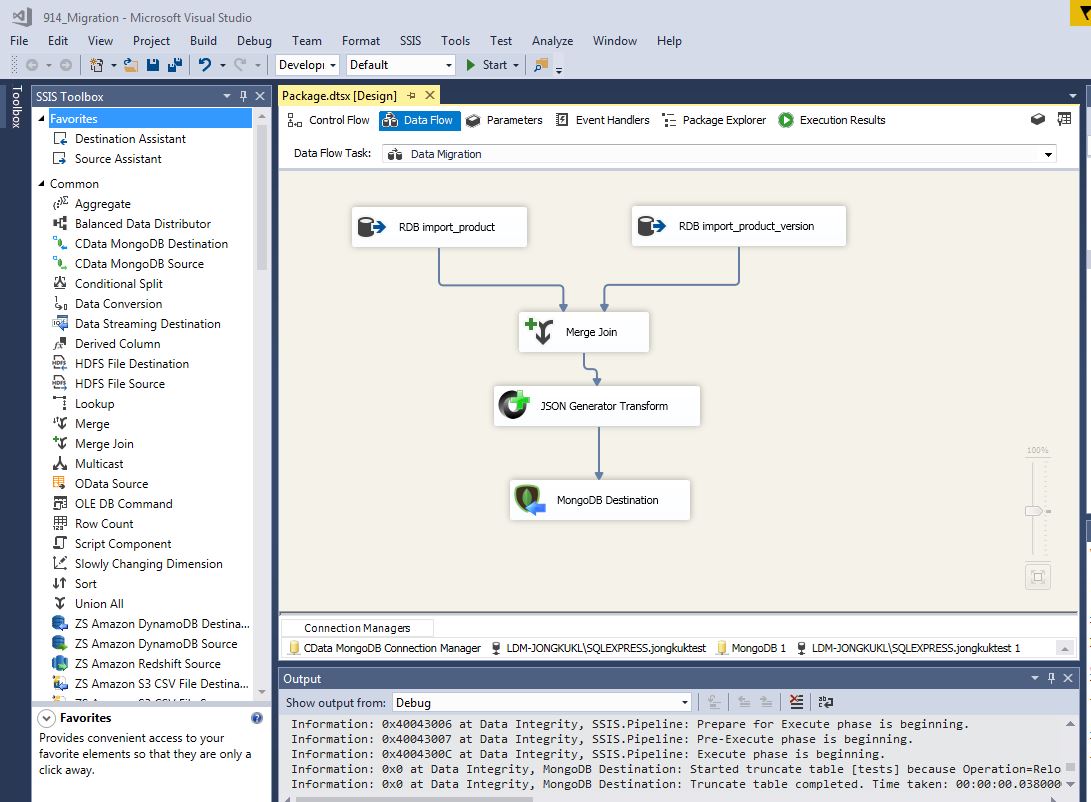 914_Migration - Microsoft Visual Studio
File Edit View Project Build Debug Team Format SSIS Tools Test Analyze Window Help
Developi Default Start
Toolbox
SSIS Toolbox
Favorites
Destination Assistant
Source Assistant
Common
Aggregate
Balanced Data Distributor
CData MongoDB Destination
CData MongoDB Source
Conditional Split
Data Conversion
Data Streaming Destination
Derived Column
HDFS File Destination
HDFS File Source
Lookup
Merge
Merge Join
Multicast
OData Source
OLE DB Command
Row Count
Script Component
Slowly Changing Dimension
Sort
Union All
ZS Amazon DynamoDB Destina...
ZS Amazon DynamoDB Source
ZS Amazon Redshift Source
ZS Amazon S3 CSV File Destina...
Favorites
Provides convenient access to your
favorite elements so that they are only a
click away.
Package.dtsx [Design]
Control Flow Data Flow Parameters Event Handlers Package Explorer Execution Results
Data Flow Task: Data Migration
RDB import_product
RDB import_product_version
Merge Join
JSON Generator Transform
MongoDB Destination
100%
Connection Managers
CData MongoDB Connection Manager LDM-JONGKUKL\SQLEXPRESS.jongkuktest MongoDB 1 LDM-JONGKUKL\SQLEXPRESS.jongkuktest 1
Output
Show output from: Debug
Information: 0x40043006 at Data Integrity, SSIS.Pipeline: Prepare for Execute phase is beginning.
Information: 0x40043007 at Data Integrity, SSIS.Pipeline: Pre-Execute phase is beginning.
Information: 0x4004300C at Data Integrity, SSIS.Pipeline: Execute phase is beginning.
Information: 0x0 at Data Integrity, MongoDB Destination: Started truncate table [tests] because Operation=Relo
Information: 0x0 at Data Integrity, MongoDB Destination: Truncate table completed. Time taken: 00:00:00.038000